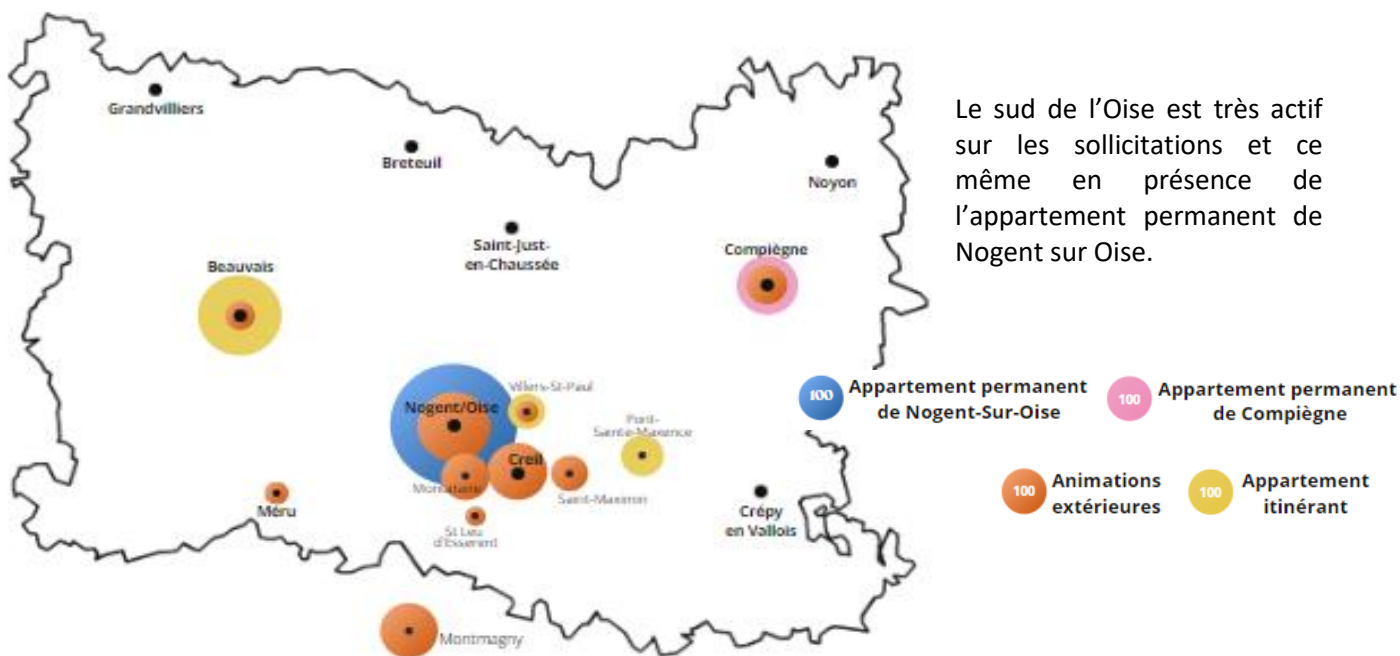 Grandvilliers
Breteuil
Noyon
Saint-Just-
en-Chaussée
Compiègne
Beauvais
Villers-St-Paul
Nogent/Oise
Pont-
Sainte-Maxence
Creil
Montataire
Saint-Maximin
Méru
St Leu
d'Esserent
Crépy
en Vallois
Montmagny
Le sud de l’Oise est très actif
sur les sollicitations et ce
même en présence de
l’appartement permanent de
Nogent sur Oise.
100 Appartement permanent
de Nogent-Sur-Oise
100 Appartement permanent
de Compiègne
100 Animations
extérieures
100 Appartement
itinérant